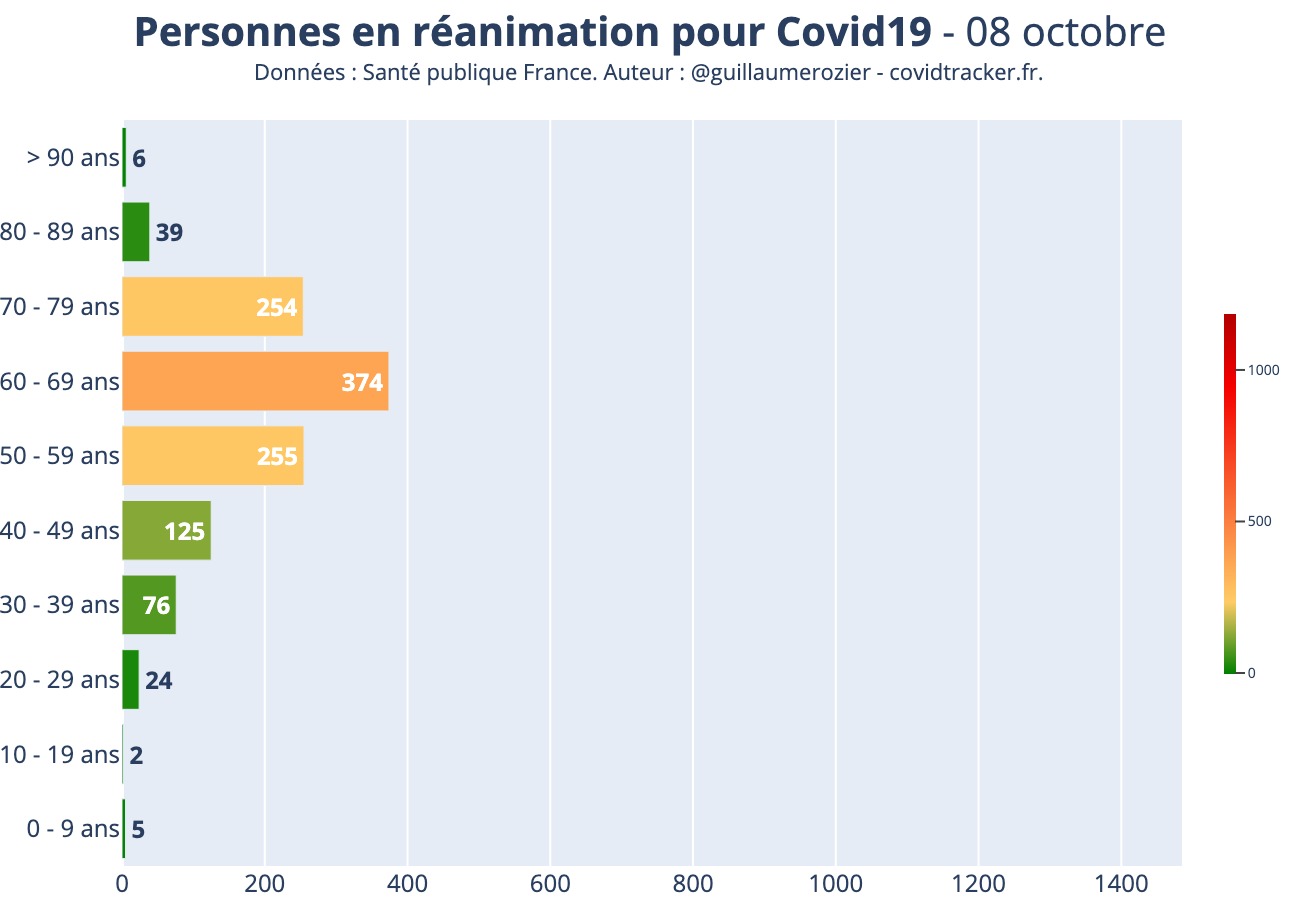 Personnes en réanimation pour Covid19 - 08 octobre
Données : Santé publique France. Auteur : @guillaumerozier - covidtracker.fr.
> 90 ans 6
80 - 89 ans 39
70 - 79 ans 254
60 - 69 ans 374
50 - 59 ans 255
40 - 49 ans 125
30 - 39 ans 76
20 - 29 ans 24
10 - 19 ans 2
0 - 9 ans 5
0 200 400 600 800 1000 1200 1400
1000
500
0